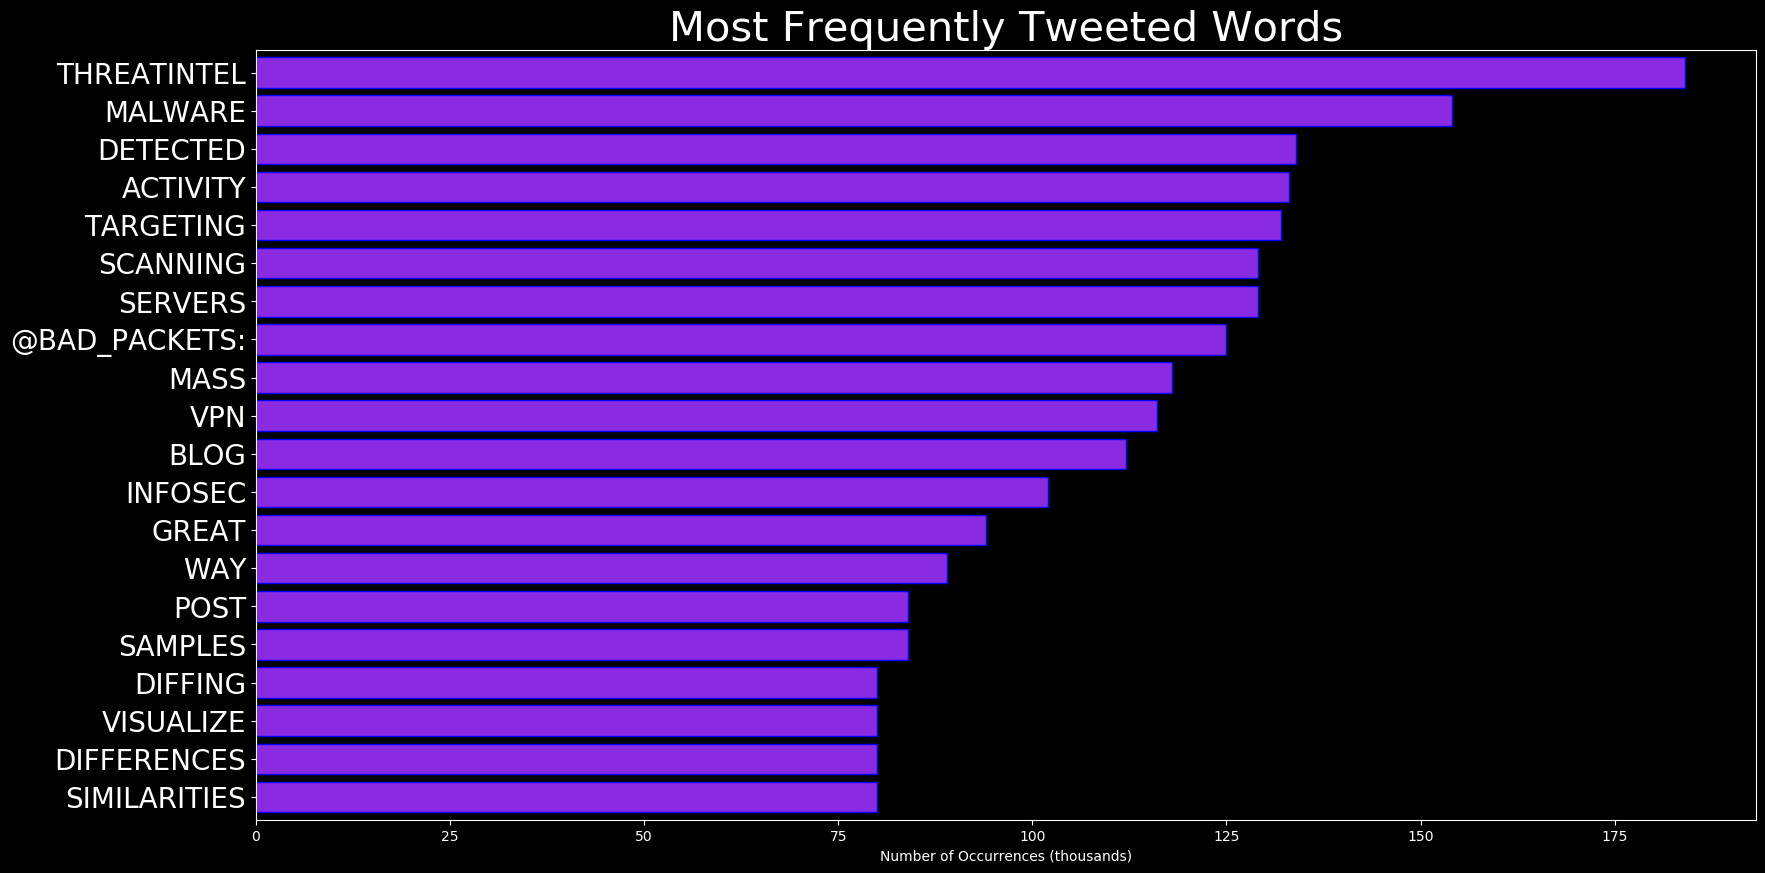 Most Frequently Tweeted Words
THREATINTEL
MALWARE
DETECTED
ACTIVITY
TARGETING
SCANNING
SERVERS
@BAD_PACKETS:
MASS
VPN
BLOG
INFOSEC
GREAT
WAY
POST
SAMPLES
DIFFING
VISUALIZE
DIFFERENCES
SIMILARITIES
0 25 50 75 100 125 150 175
Number of Occurrences (thousands)